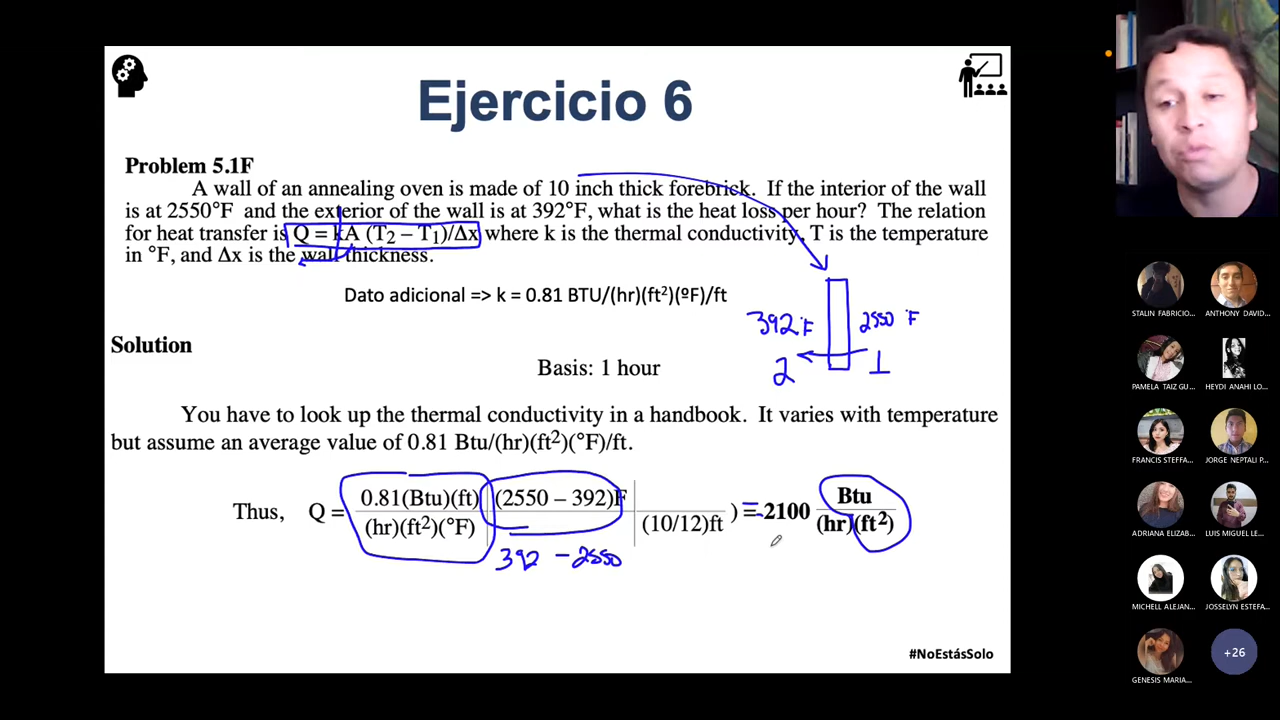 Ejercicio 6
Problem 5.1F
A wall of an annealing oven is made of 10 inch thick forebrick. If the interior of the wall
is at 2550°F and the exterior of the wall is at 392°F, what is the heat loss per hour? The relation
for heat transfer is Q = kA (T₂ – T₁)/Δx where k is the thermal conductivity, T is the temperature
in °F, and Δx is the wall thickness.
Dato adicional => k = 0.81 BTU/(hr)(ft²)(ºF)/ft
392°F 2550 °F
2 1
Solution
Basis: 1 hour
You have to look up the thermal conductivity in a handbook. It varies with temperature
but assume an average value of 0.81 Btu/(hr)(ft²)(°F)/ft.
Thus, Q = 0.81(Btu)(ft) (2550 – 392)F ) = 2100 Btu
(hr)(ft²)(°F) (10/12)ft (hr)(ft²)
392 - 2550
#NoEstásSolo
STALIN FABRICIO...
ANTHONY DAVID...
PAMELA TAIZ GU...
HEYDI ANAHI LO...
FRANCIS STEFFA...
JORGE NEPTALI P...
ADRIANA ELIZAB...
LUIS MIGUEL LE...
MICHELL ALEJAN...
JOSSELYN ESTEFA...
GENESIS MARIA...
+26